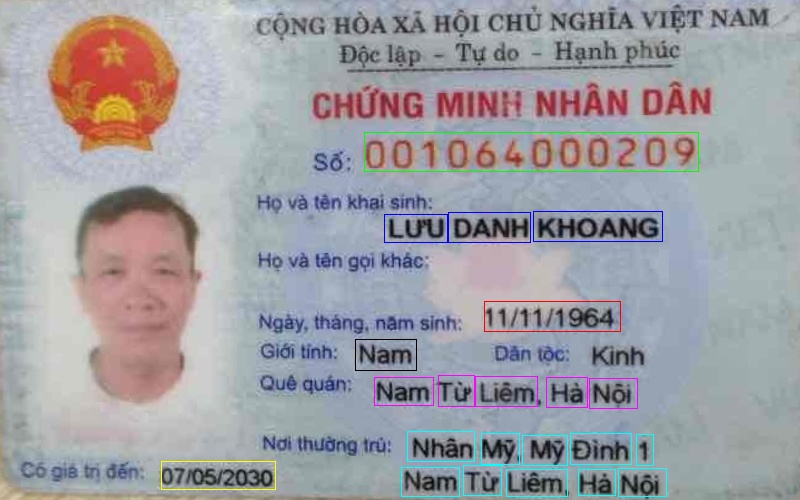 CỘNG HÒA XÃ HỘI CHỦ NGHĨA VIỆT NAM
Độc lập - Tự do - Hạnh phúc
CHỨNG MINH NHÂN DÂN
Số: 001064000209
Họ và tên khai sinh:
LƯU DANH KHOANG
Họ và tên gọi khác:
Ngày, tháng, năm sinh: 11/11/1964
Giới tính: Nam Dân tộc: Kinh
Quê quán: Nam Từ Liêm, Hà Nội
Nơi thường trú: Nhân Mỹ, Mỹ Đình 1
Nam Từ Liêm, Hà Nội
Có giá trị đến: 07/05/2030